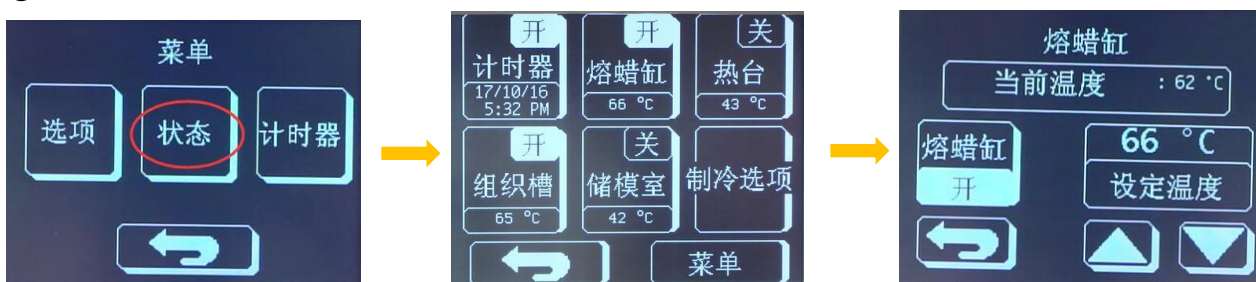 菜单
选项 状态 计时器
开 开 关
计时器 熔蜡缸 热台
17/10/16
5:32 PM 66 °C 43 °C
开 关
组织槽 储模室 制冷选项
65 °C 42 °C
菜单
熔蜡缸
当前温度 : 62 °C
熔蜡缸 66 °C
开 设定温度